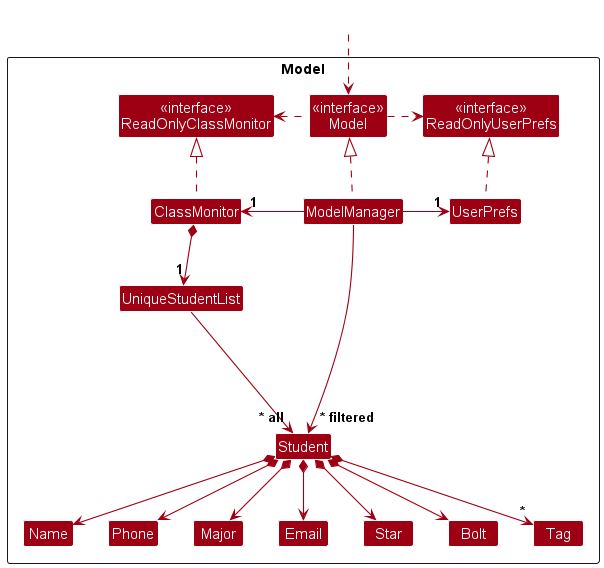 Model
«interface»
ReadOnlyClassMonitor
«interface»
Model
«interface»
ReadOnlyUserPrefs
ClassMonitor
1
ModelManager
1
UserPrefs
1
UniqueStudentList
* all
* filtered
Student
*
Name
Phone
Major
Email
Star
Bolt
Tag